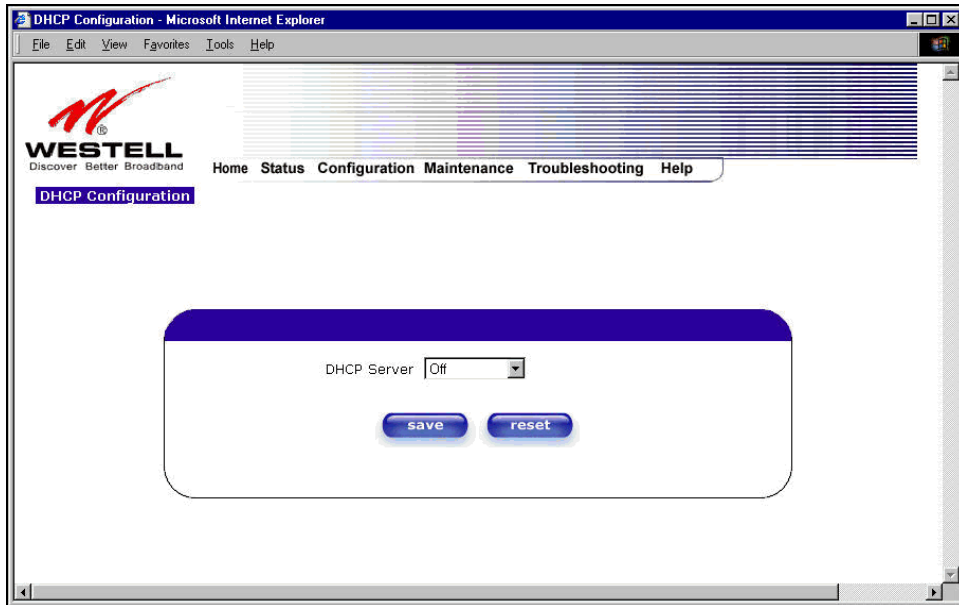 DHCP Configuration - Microsoft Internet Explorer
File Edit View Favorites Tools Help
®
WESTELL
Discover Better Broadband
Home Status Configuration Maintenance Troubleshooting Help
DHCP Configuration
DHCP Server Off
save reset